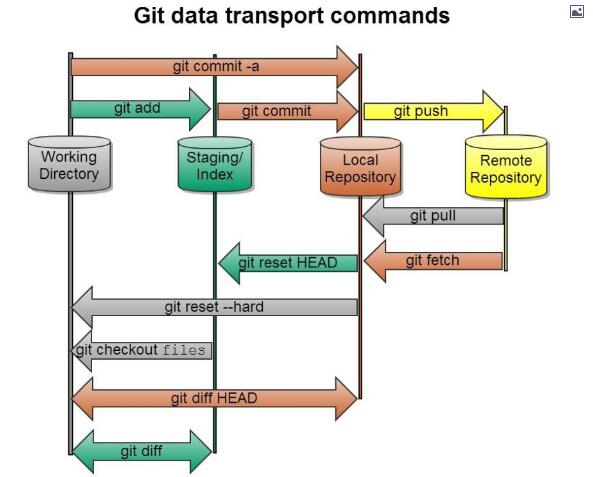 Git data transport commands
git commit -a
git add
git commit
git push
Working
Directory
Staging/
Index
Local
Repository
Remote
Repository
git pull
git reset HEAD
git fetch
git reset --hard
git checkout files
git diff HEAD
git diff